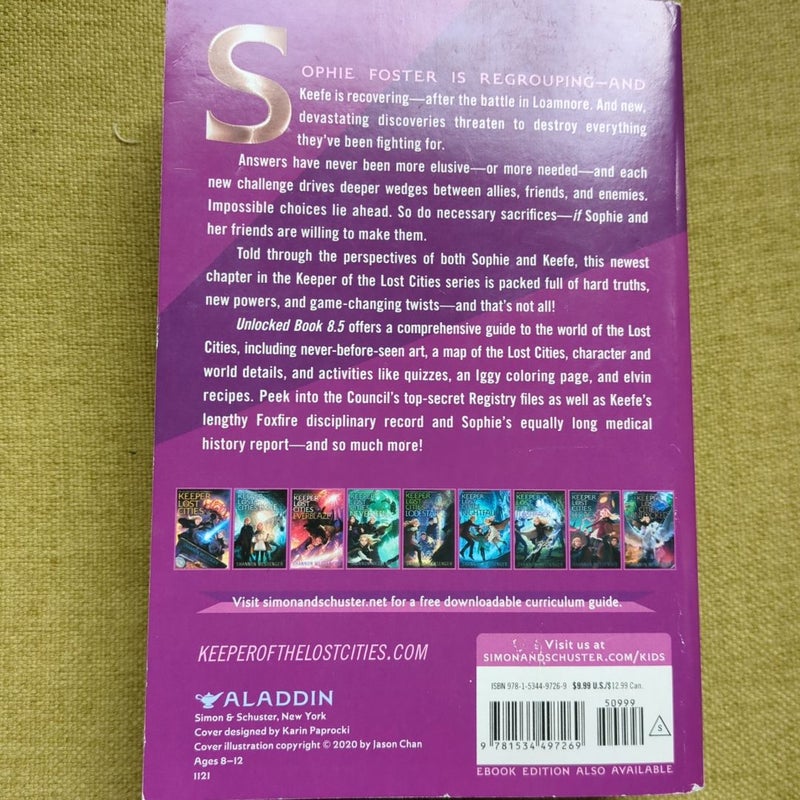 SOPHIE FOSTER IS REGROUPING—AND
Keefe is recovering—after the battle in Loamnore. And new,
devastating discoveries threaten to destroy everything
they've been fighting for.
Answers have never been more elusive—or more needed—and each
new challenge drives deeper wedges between allies, friends, and enemies.
Impossible choices lie ahead. So do necessary sacrifices—if Sophie and
her friends are willing to make them.
Told through the perspectives of both Sophie and Keefe, this newest
chapter in the Keeper of the Lost Cities series is packed full of hard truths,
new powers, and game-changing twists—and that's not all!
Unlocked Book 8.5 offers a comprehensive guide to the world of the Lost
Cities, including never-before-seen art, a map of the Lost Cities, character and
world details, and activities like quizzes, an Iggy coloring page, and elvin
recipes. Peek into the Council's top-secret Registry files as well as Keefe's
lengthy Foxfire disciplinary record and Sophie's equally long medical
history report—and so much more!
KEEPER LOST CITIES
KEEPER LOST CITIES EVERBLAZE
SHANNON MESSENGER
Visit simonandschuster.net for a free downloadable curriculum guide.
KEEPEROFTHELOSTCITIES.COM
Visit us at
SIMONANDSCHUSTER.COM/KIDS
ISBN 978-1-5344-9726-9 $9.99 U.S./$12.99 Can.
50999
9 781534 497269
S
EBOOK EDITION ALSO AVAILABLE
ALADDIN
Simon & Schuster, New York
Cover designed by Karin Paprocki
Cover illustration copyright © 2020 by Jason Chan
Ages 8–12
1121